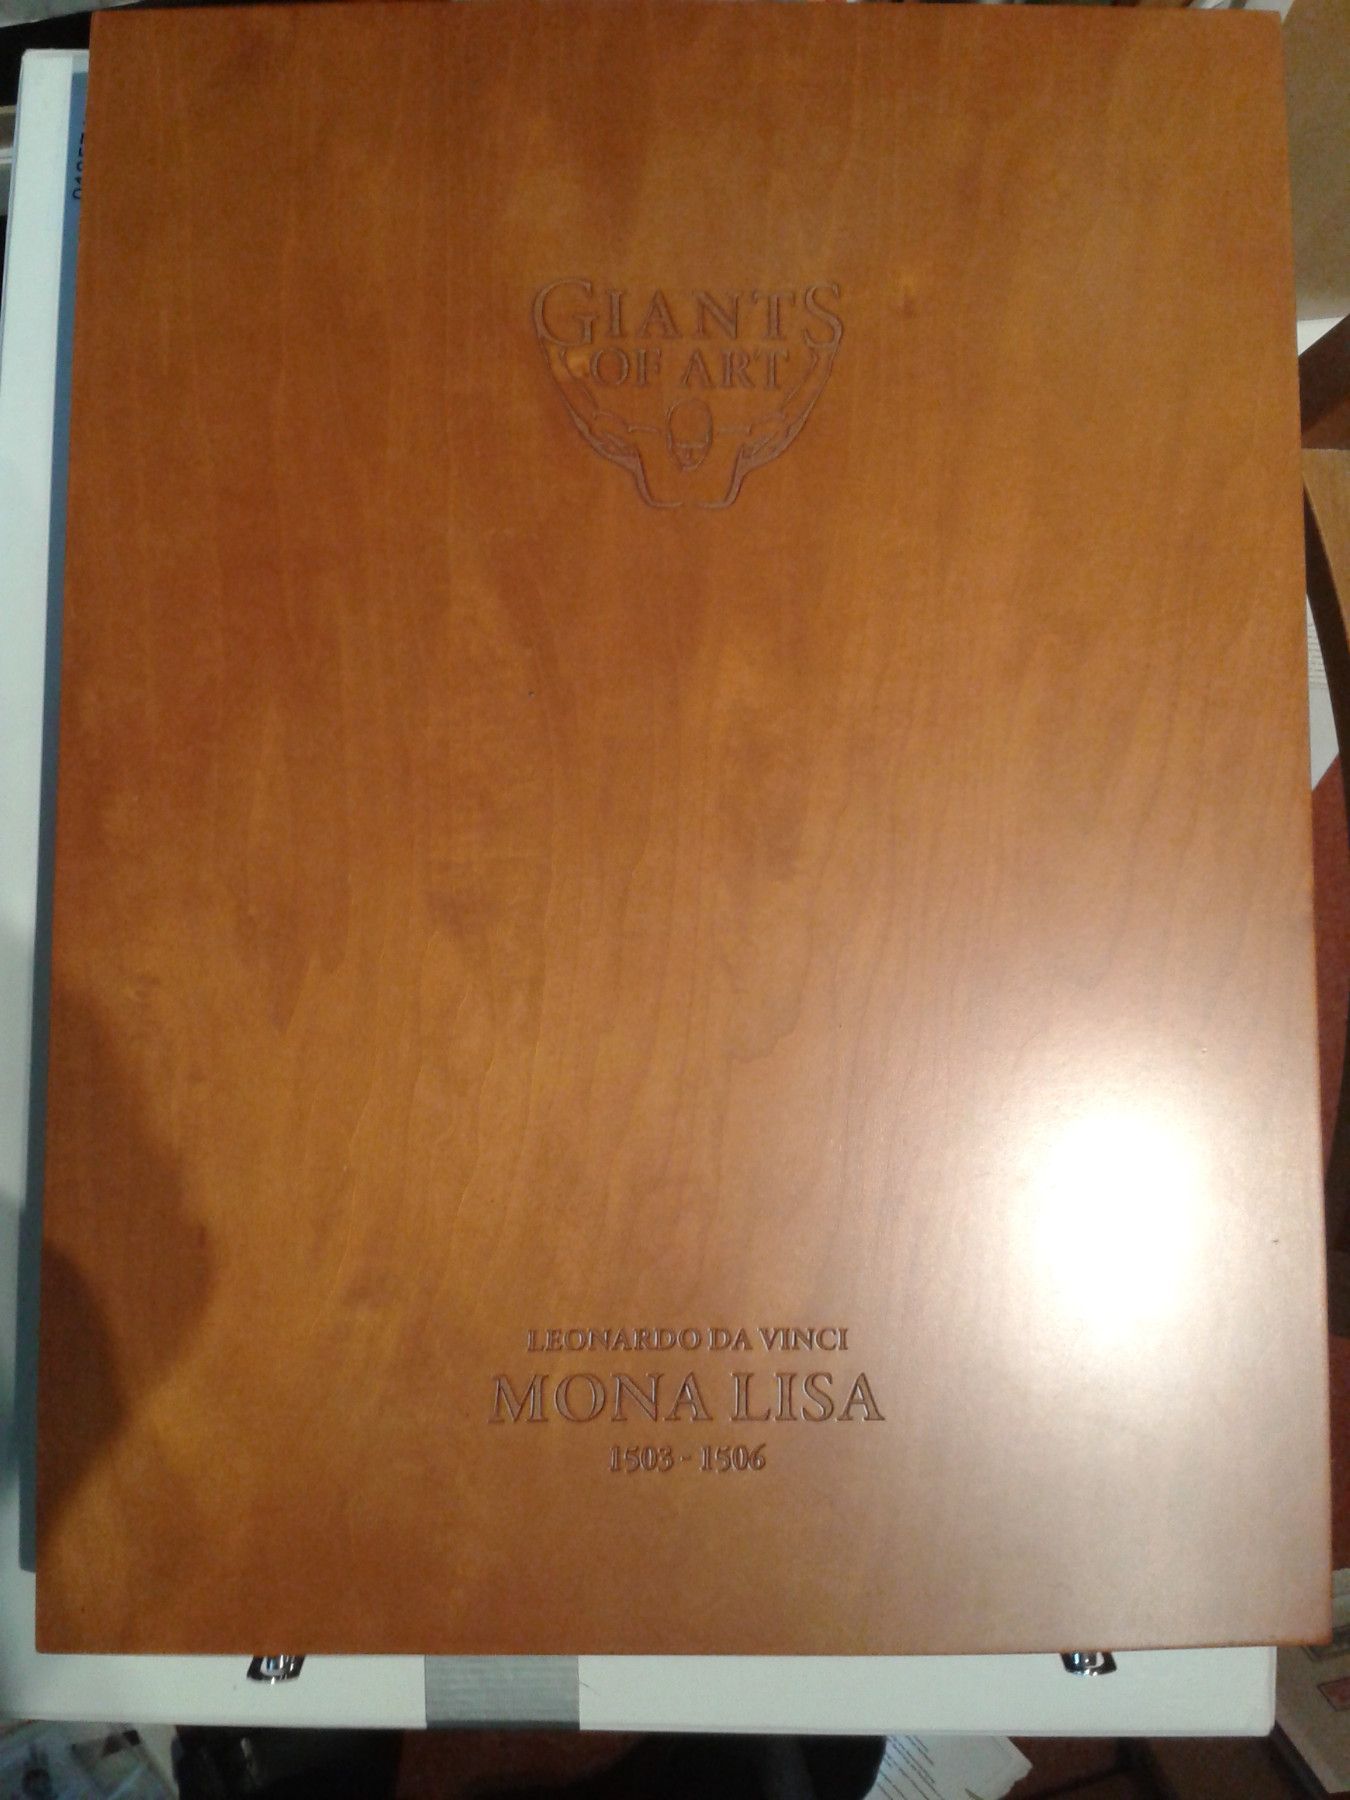 GIANTS
OF ART
LEONARDO DA VINCI
MONA LISA
1503 - 1506